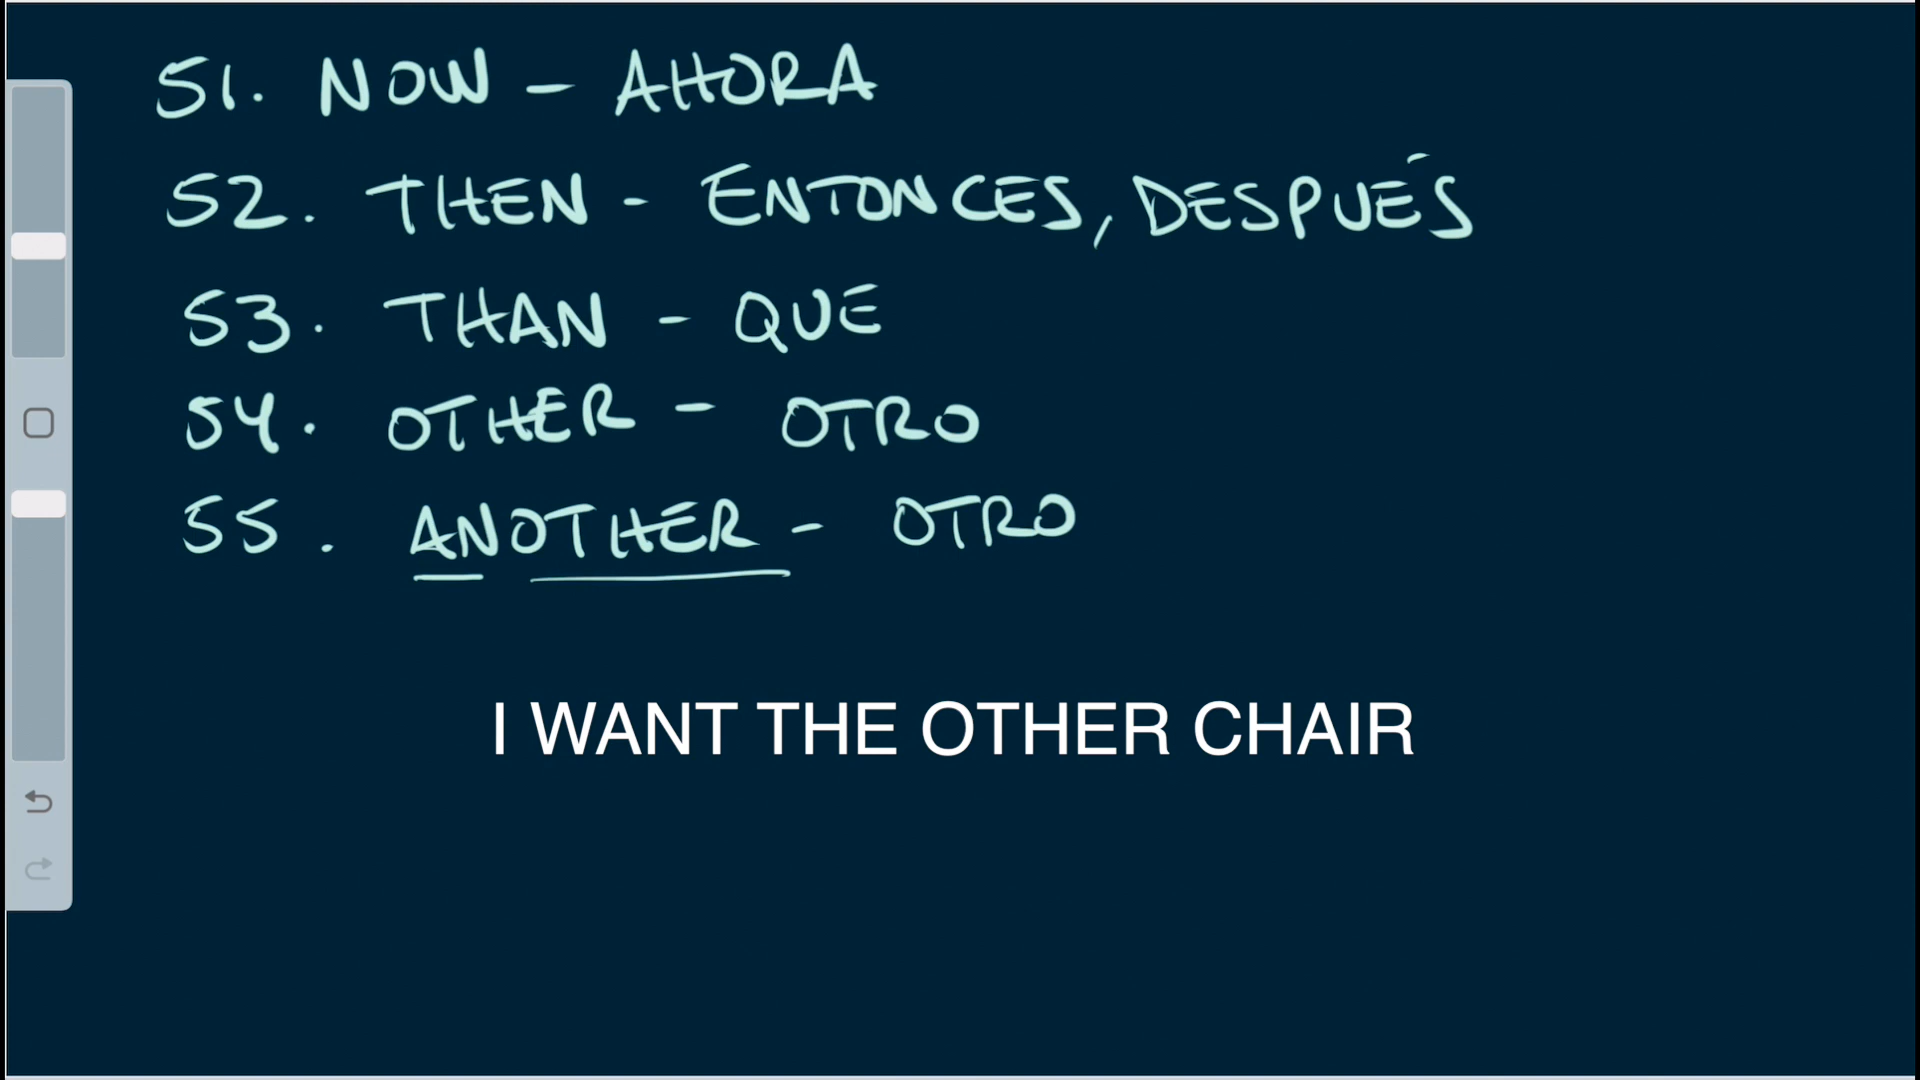 51. NOW - AHORA
52. THEN - ENTONCES, DESPUÉS
53. THAN - QUE
54. OTHER - OTRO
55. ANOTHER - OTRO
I WANT THE OTHER CHAIR